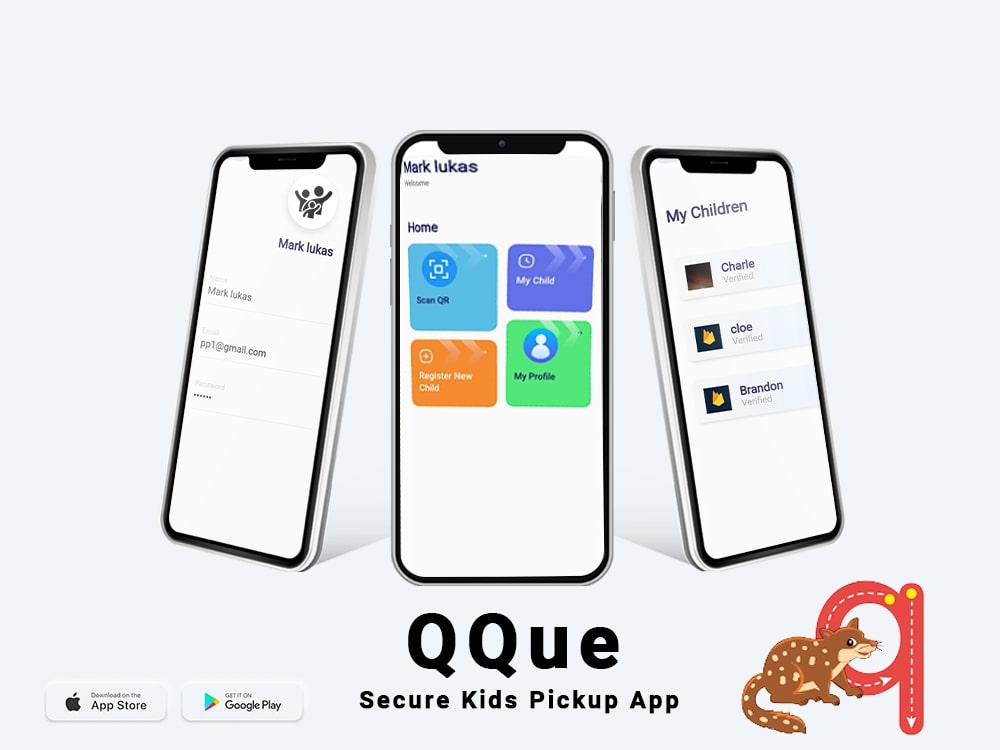 Mark lukas
Name
Mark lukas
Email
pp1@gmail.com
Password
••••••
Mark lukas
Welcome
Home
Scan QR
My Child
Register New
Child
My Profile
My Children
Charle
Verified
cloe
Verified
Brandon
Verified
QQue
Secure Kids Pickup App
Download on the
App Store
GET IT ON
Google Play
q